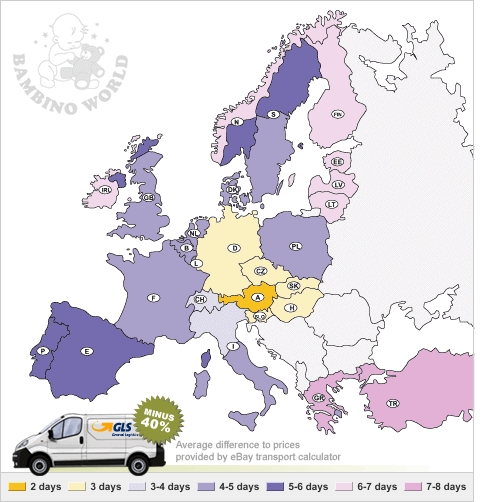 BAMBINO WORLD
N
S
FIN
EE
LV
LT
IRL
GB
DK
NL
B
D
PL
L
CZ
SK
F
CH
A
H
SLO
I
P
E
GR
TR
MINUS
40%
GLS
Average difference to prices
provided by eBay transport calculator
2 days
3 days
3-4 days
4-5 days
5-6 days
6-7 days
7-8 days